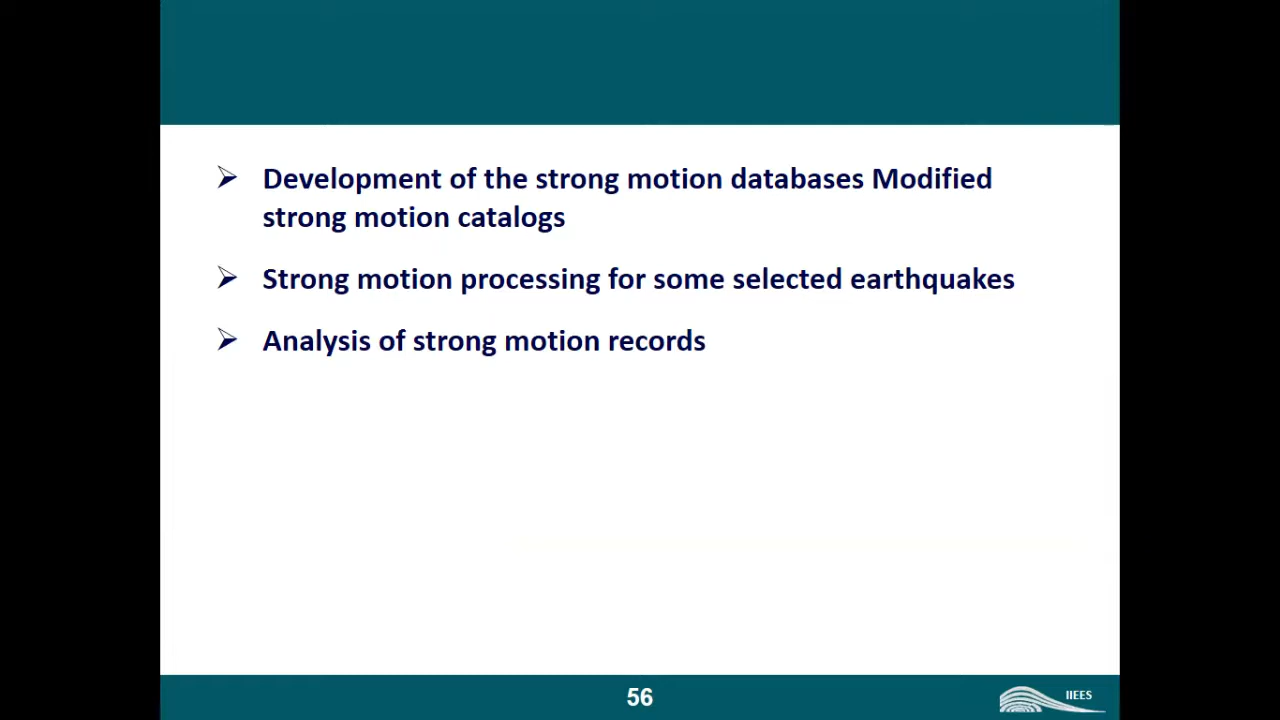 Development of the strong motion databases Modified
strong motion catalogs
Strong motion processing for some selected earthquakes
Analysis of strong motion records
56
IIEES